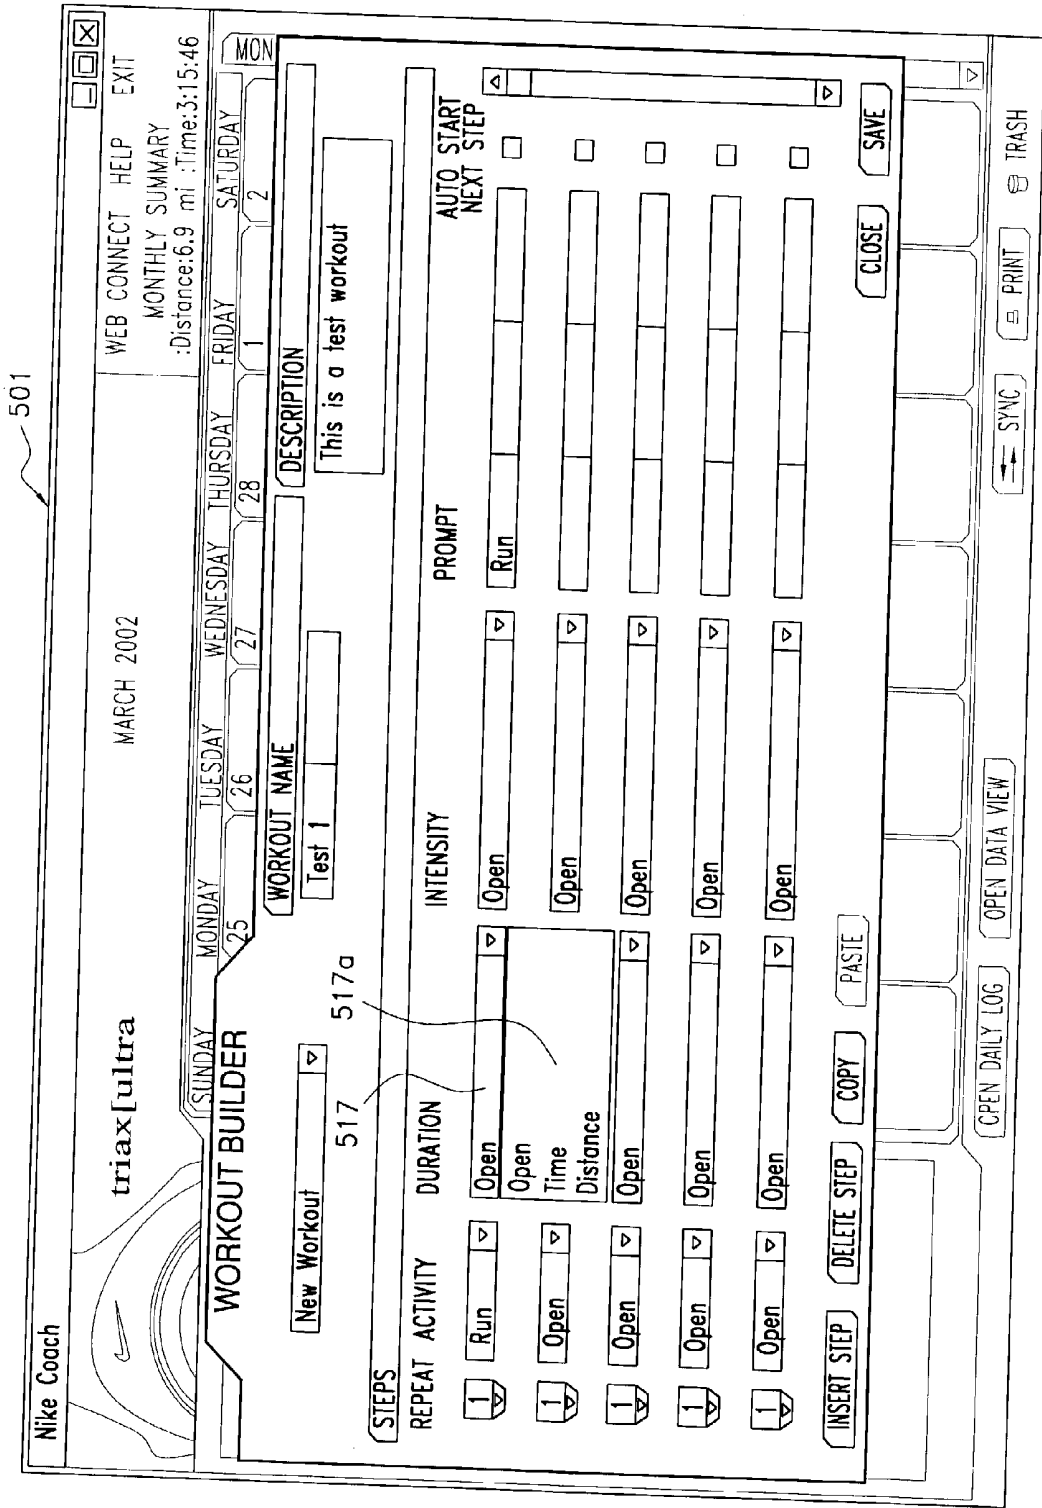 501
Nike Coach
WEB CONNECT HELP EXIT
triax[ultra
MARCH 2002
MONTHLY SUMMARY
:Distance:6.9 mi :Time:3:15:46
SUNDAY MONDAY TUESDAY WEDNESDAY THURSDAY FRIDAY SATURDAY MON
25 26 27 28 1 2
WORKOUT BUILDER
WORKOUT NAME DESCRIPTION
New Workout Test 1 This is a test workout
517 517a
STEPS
REPEAT ACTIVITY DURATION INTENSITY PROMPT AUTO START
NEXT STEP
1 Run Open Open Run
Open
1 Open Time Open
Distance
1 Open Open Open
1 Open Open Open
1 Open Open Open
INSERT STEP DELETE STEP COPY PASTE CLOSE SAVE
OPEN DAILY LOG OPEN DATA VIEW SYNC PRINT TRASH